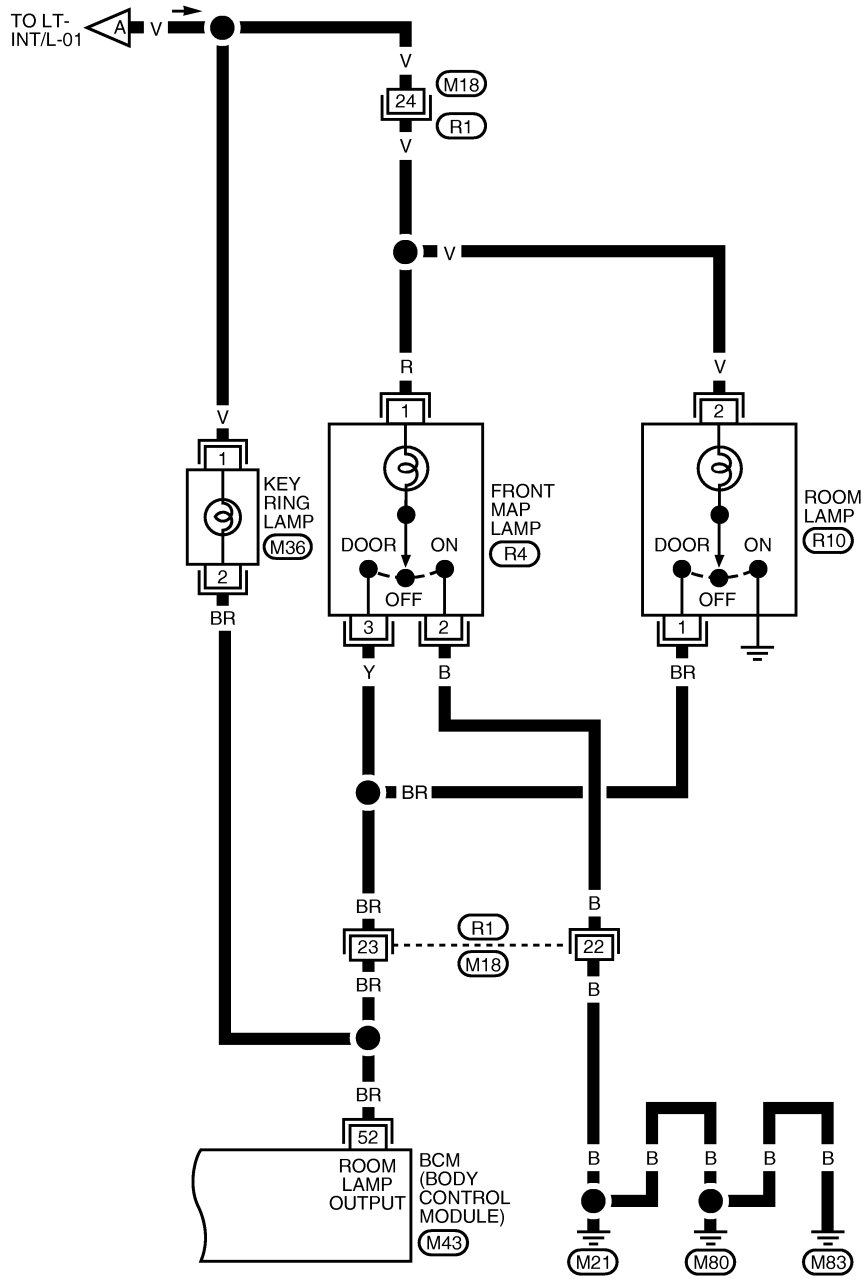 TO LT-
INT/L-01
A
V
V
24
M18
R1
V
V
R
V
V
1
2
1
KEY
RING
LAMP
M36
2
BR
FRONT
MAP
LAMP
R4
DOOR
ON
OFF
3
2
Y
B
ROOM
LAMP
R10
DOOR
ON
OFF
1
BR
BR
BR
B
23
R1
M18
22
BR
B
BR
52
ROOM
LAMP
OUTPUT
BCM
(BODY
CONTROL
MODULE)
M43
B
B
B
B
B
M21
M80
M83